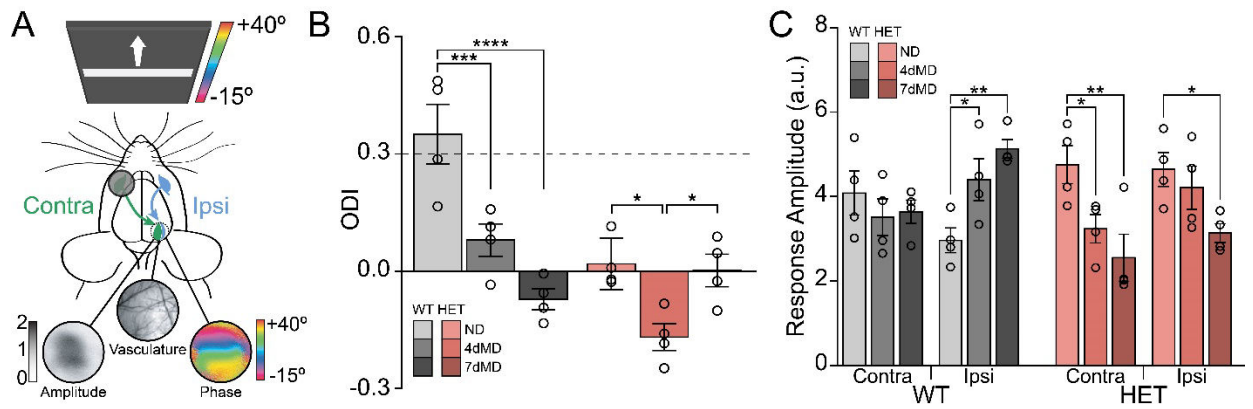 A
+40º
-15º
Contra
Ipsi
2
1
0
Vasculature
Amplitude
Phase
+40º
-15º
B
ODI
0.6
0.3
0.0
-0.3
****
***
*
*
WT HET
ND
4dMD
7dMD
C
Response Amplitude (a.u.)
8
6
4
2
0
WT HET
ND
4dMD
7dMD
**
*
**
*
*
Contra
Ipsi
Contra
Ipsi
WT
HET